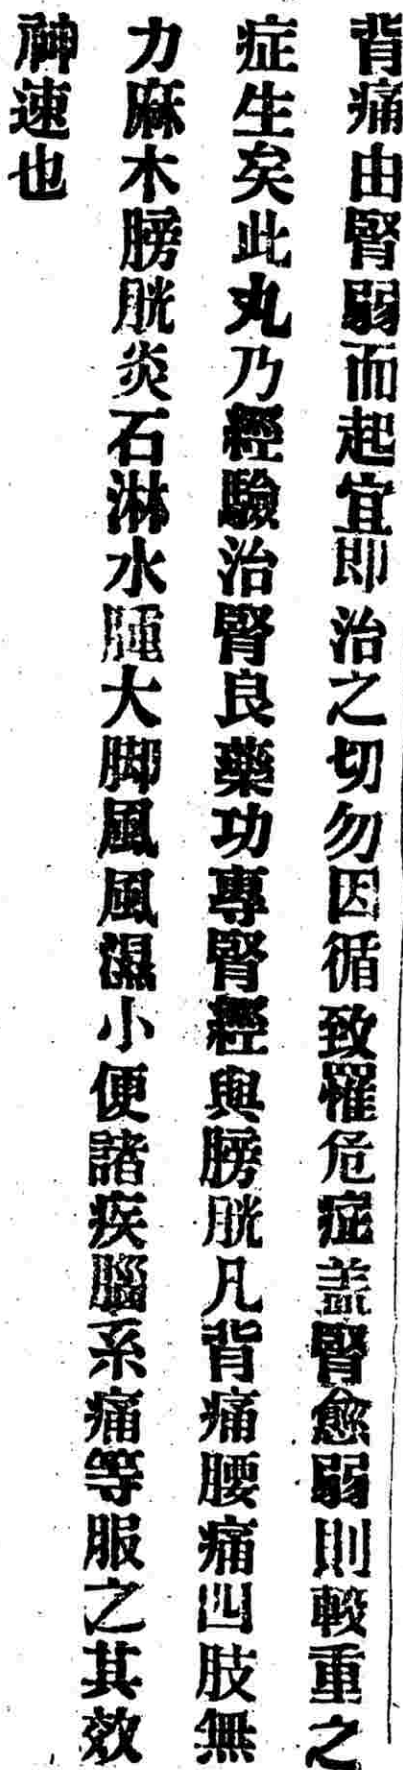 背痛由腎弱而起宜即治之切勿因循致罹危症盖腎愈弱則較重之
症生矣此丸乃經驗治腎良藥功專腎經與膀胱凡背痛腰痛四肢無
力麻木膀胱炎石淋水腫大脚風風濕小便諸疾腦系痛等服之其效
神速也